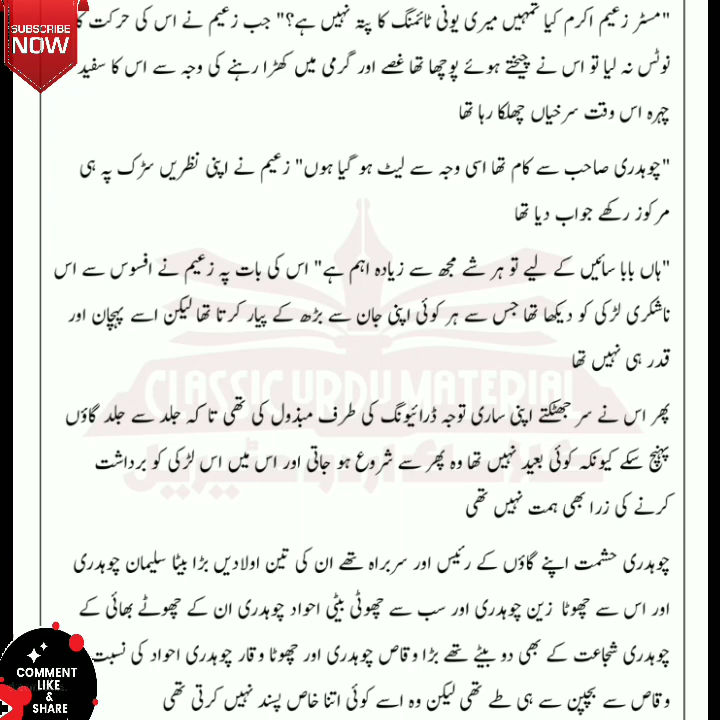 SUBSCRIBE
NOW
"مسٹر زعیم اکرم کیا تمہیں میری یونی ٹائمنگ کا پتہ نہیں ہے؟" جب زعیم نے اس کی حرکت کا
نوٹس نہ لیا تو اس نے چیختے ہوئے پوچھا تھا غصے اور گرمی میں کھڑا رہنے کی وجہ سے اس کا سفید
چہرہ اس وقت سرخیاں چھلکا رہا تھا
"چوہدری صاحب سے کام تھا اسی وجہ سے لیٹ ہو گیا ہوں" زعیم نے اپنی نظریں سڑک پہ ہی
مرکوز رکھے جواب دیا تھا
"ہاں بابا سائیں کے لیے تو ہر شے مجھ سے زیادہ اہم ہے" اس کی بات پہ زعیم نے افسوس سے اس
ناشکری لڑکی کو دیکھا تھا جس سے ہر کوئی اپنی جان سے بڑھ کے پیار کرتا تھا لیکن اسے پہچان اور
قدر ہی نہیں تھا
پھر اس نے سر جھٹکتے اپنی ساری توجہ ڈرائیونگ کی طرف مبذول کی تھی تا کہ جلد سے جلد گاؤں
پہنچ سکے کیونکہ کوئی بعید نہیں تھا وہ پھر سے شروع ہو جاتی اور اس میں اس لڑکی کو برداشت
کرنے کی زرا بھی ہمت نہیں تھی
چوہدری حشمت اپنے گاؤں کے رئیس اور سربراہ تھے ان کی تین اولادیں بڑا بیٹا سلیمان چوہدری
اور اس سے چھوٹا زین چوہدری اور سب سے چھوٹی بیٹی احواد چوہدری ان کے چھوٹے بھائی کے
چوہدری شجاعت کے بھی دو بیٹے تھے بڑا وقاص چوہدری اور چھوٹا وقار چوہدری احواد کی نسبت
وقاص سے بچپن سے ہی طے تھی لیکن وہ اسے کوئی اتنا خاص پسند نہیں کرتی تھی
CLASSIC URDU MATERIAL
کلاسک اردو مٹیریل
COMMENT
LIKE
&
SHARE